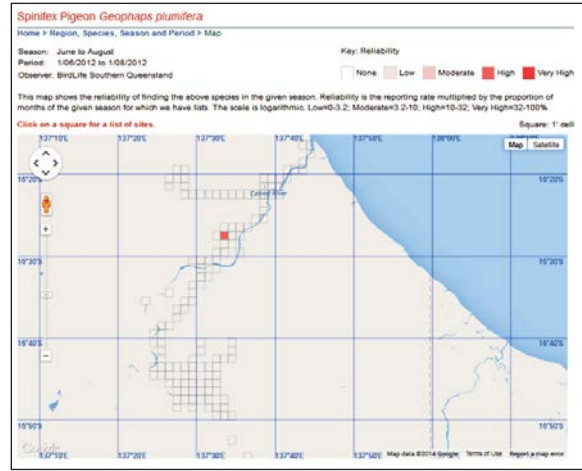 Spinifex Pigeon Geophaps plumifera
Home » Region, Species, Season and Period » Map
Season: June to August
Period: 1/06/2012 to 1/08/2012
Observer: BirdLife Southern Queensland
Key: Reliability
None Low Moderate High Very High
This map shows the reliability of finding the above species in the given season. Reliability is the reporting rate multiplied by the proportion of
months of the given season for which we have lists. The scale is logarithmic. Low=0-3.2; Moderate=3.2-10; High=10-32; Very High=32-100%.
Click on a square for a list of sites.
Square: 1' cell
137°10'E 137°20'E 137°30'E 137°40'E 137°50'E 138°00'E
Map Satellite
16°20'S 16°20'S
Calvert River
16°30'S 16°30'S
16°40'S 16°40'S
16°50'S 16°50'S
Google
137°10'E 137°20'E 137°30'E 137°40'E 137°50'E
Map data ©2014 Google Terms of Use Report a map error